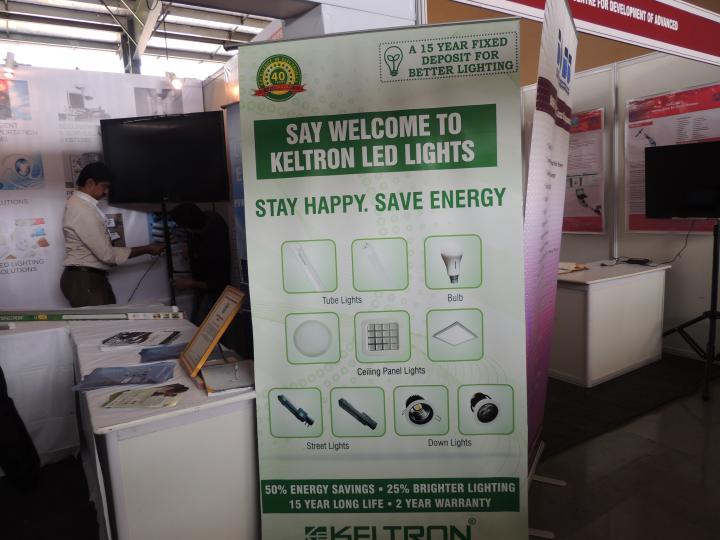 40
A 15 YEAR FIXED
DEPOSIT FOR
BETTER LIGHTING
SAY WELCOME TO
KELTRON LED LIGHTS
STAY HAPPY. SAVE ENERGY
Tube Lights
Bulb
Ceiling Panel Lights
Street Lights
Down Lights
50% ENERGY SAVINGS • 25% BRIGHTER LIGHTING
15 YEAR LONG LIFE • 2 YEAR WARRANTY
KELTRON®
CENTRE FOR DEVELOPMENT OF ADVANCED
LED LIGHTING
SOLUTIONS